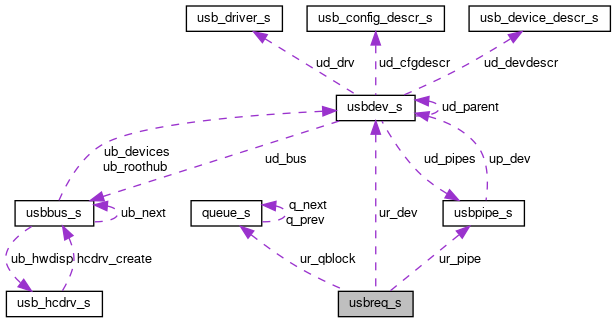 usb_driver_s
usb_config_descr_s
usb_device_descr_s
ud_drv
ud_cfgdescr
ud_devdescr
usbdev_s
ud_parent
ub_devices
ub_roothub
ud_bus
ud_pipes
up_dev
usbbus_s
ub_next
queue_s
q_next
q_prev
ur_dev
usbpipe_s
ub_hwdisp
hcdrv_create
ur_qblock
ur_pipe
usb_hcdrv_s
usbreq_s